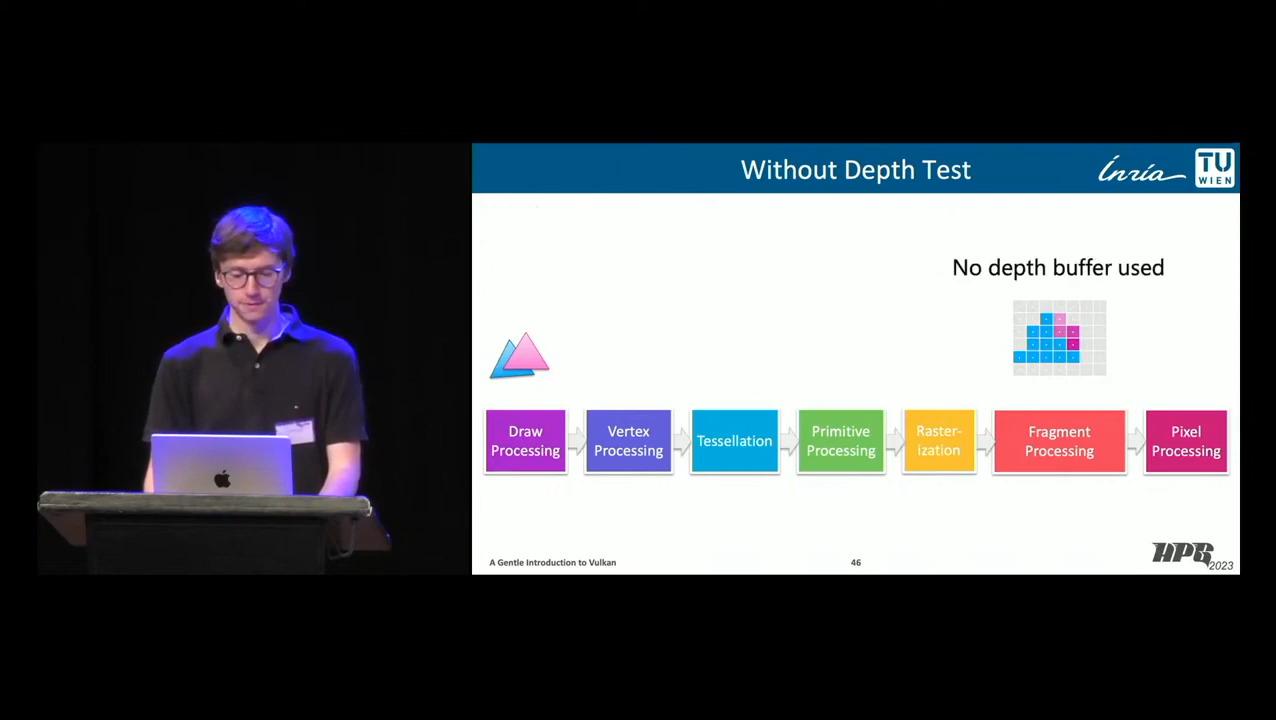 Without Depth Test
Inria
TU
WIEN
No depth buffer used
Draw
Processing
Vertex
Processing
Tessellation
Primitive
Processing
Raster-
ization
Fragment
Processing
Pixel
Processing
A Gentle Introduction to Vulkan
46
HPG
2023